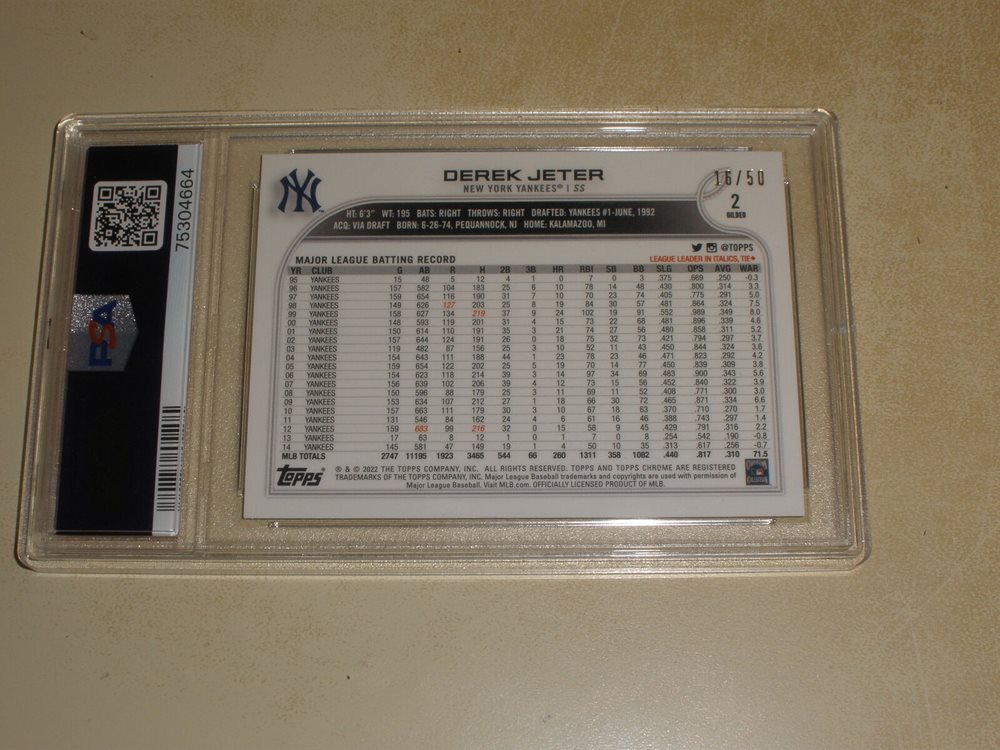 75304664
PSA
NY
DEREK JETER
NEW YORK YANKEES® | SS
16/50
2
GILDED
HT: 6'3" WT: 195 BATS: RIGHT THROWS: RIGHT DRAFTED: YANKEES #1-JUNE, 1992
ACQ: VIA DRAFT BORN: 6-26-74, PEQUANNOCK, NJ HOME: KALAMAZOO, MI
@TOPPS
MAJOR LEAGUE BATTING RECORD LEAGUE LEADER IN ITALICS, TIE♦
YR CLUB G AB R H 2B 3B HR RBI SB BB SLG OPS AVG WAR
95 YANKEES 15 48 5 12 4 1 0 7 0 3 .375 .669 .250 -0.3
96 YANKEES 157 582 104 183 25 6 10 78 14 48 .430 .800 .314 3.3
97 YANKEES 159 654 116 190 31 7 10 70 23 74 .405 .775 .291 5.0
98 YANKEES 149 626 127 203 25 8 19 84 30 57 .481 .864 .324 7.5
99 YANKEES 158 627 134 219 37 9 24 102 19 91 .552 .989 .349 8.0
00 YANKEES 148 593 119 201 31 4 15 73 22 68 .481 .896 .339 4.6
01 YANKEES 150 614 110 191 35 3 21 74 27 56 .480 .858 .311 5.2
02 YANKEES 157 644 124 191 26 0 18 75 32 73 .421 .794 .297 3.7
03 YANKEES 119 482 87 156 25 3 10 52 11 43 .450 .844 .324 3.6
04 YANKEES 154 643 111 188 44 1 23 78 23 46 .471 .823 .292 4.2
05 YANKEES 159 654 122 202 25 5 19 70 14 77 .450 .839 .309 3.8
06 YANKEES 154 623 118 214 39 3 14 97 34 69 .483 .900 .343 5.6
07 YANKEES 156 639 102 206 39 4 12 73 15 56 .452 .840 .322 3.9
08 YANKEES 150 596 88 179 25 3 11 69 11 52 .408 .771 .300 3.0
09 YANKEES 153 634 107 212 27 1 18 66 30 72 .465 .871 .334 6.6
10 YANKEES 157 663 111 179 30 3 10 67 18 63 .370 .710 .270 1.7
11 YANKEES 131 546 84 162 24 4 6 61 16 46 .388 .743 .297 1.4
12 YANKEES 159 683 99 216 32 0 15 58 9 45 .429 .791 .316 2.2
13 YANKEES 17 63 8 12 1 0 1 7 0 8 .254 .542 .190 -0.8
14 YANKEES 145 581 47 149 19 1 4 50 10 35 .313 .617 .256 -0.7
MLB TOTALS 2747 11195 1923 3465 544 66 260 1311 358 1082 .440 .817 .310 71.5
Topps
® & © 2022 THE TOPPS COMPANY, INC. ALL RIGHTS RESERVED. TOPPS AND TOPPS CHROME ARE REGISTERED
TRADEMARKS OF THE TOPPS COMPANY, INC. Major League Baseball trademarks and copyrights are used with permission of
Major League Baseball. Visit MLB.com. OFFICIALLY LICENSED PRODUCT OF MLB.